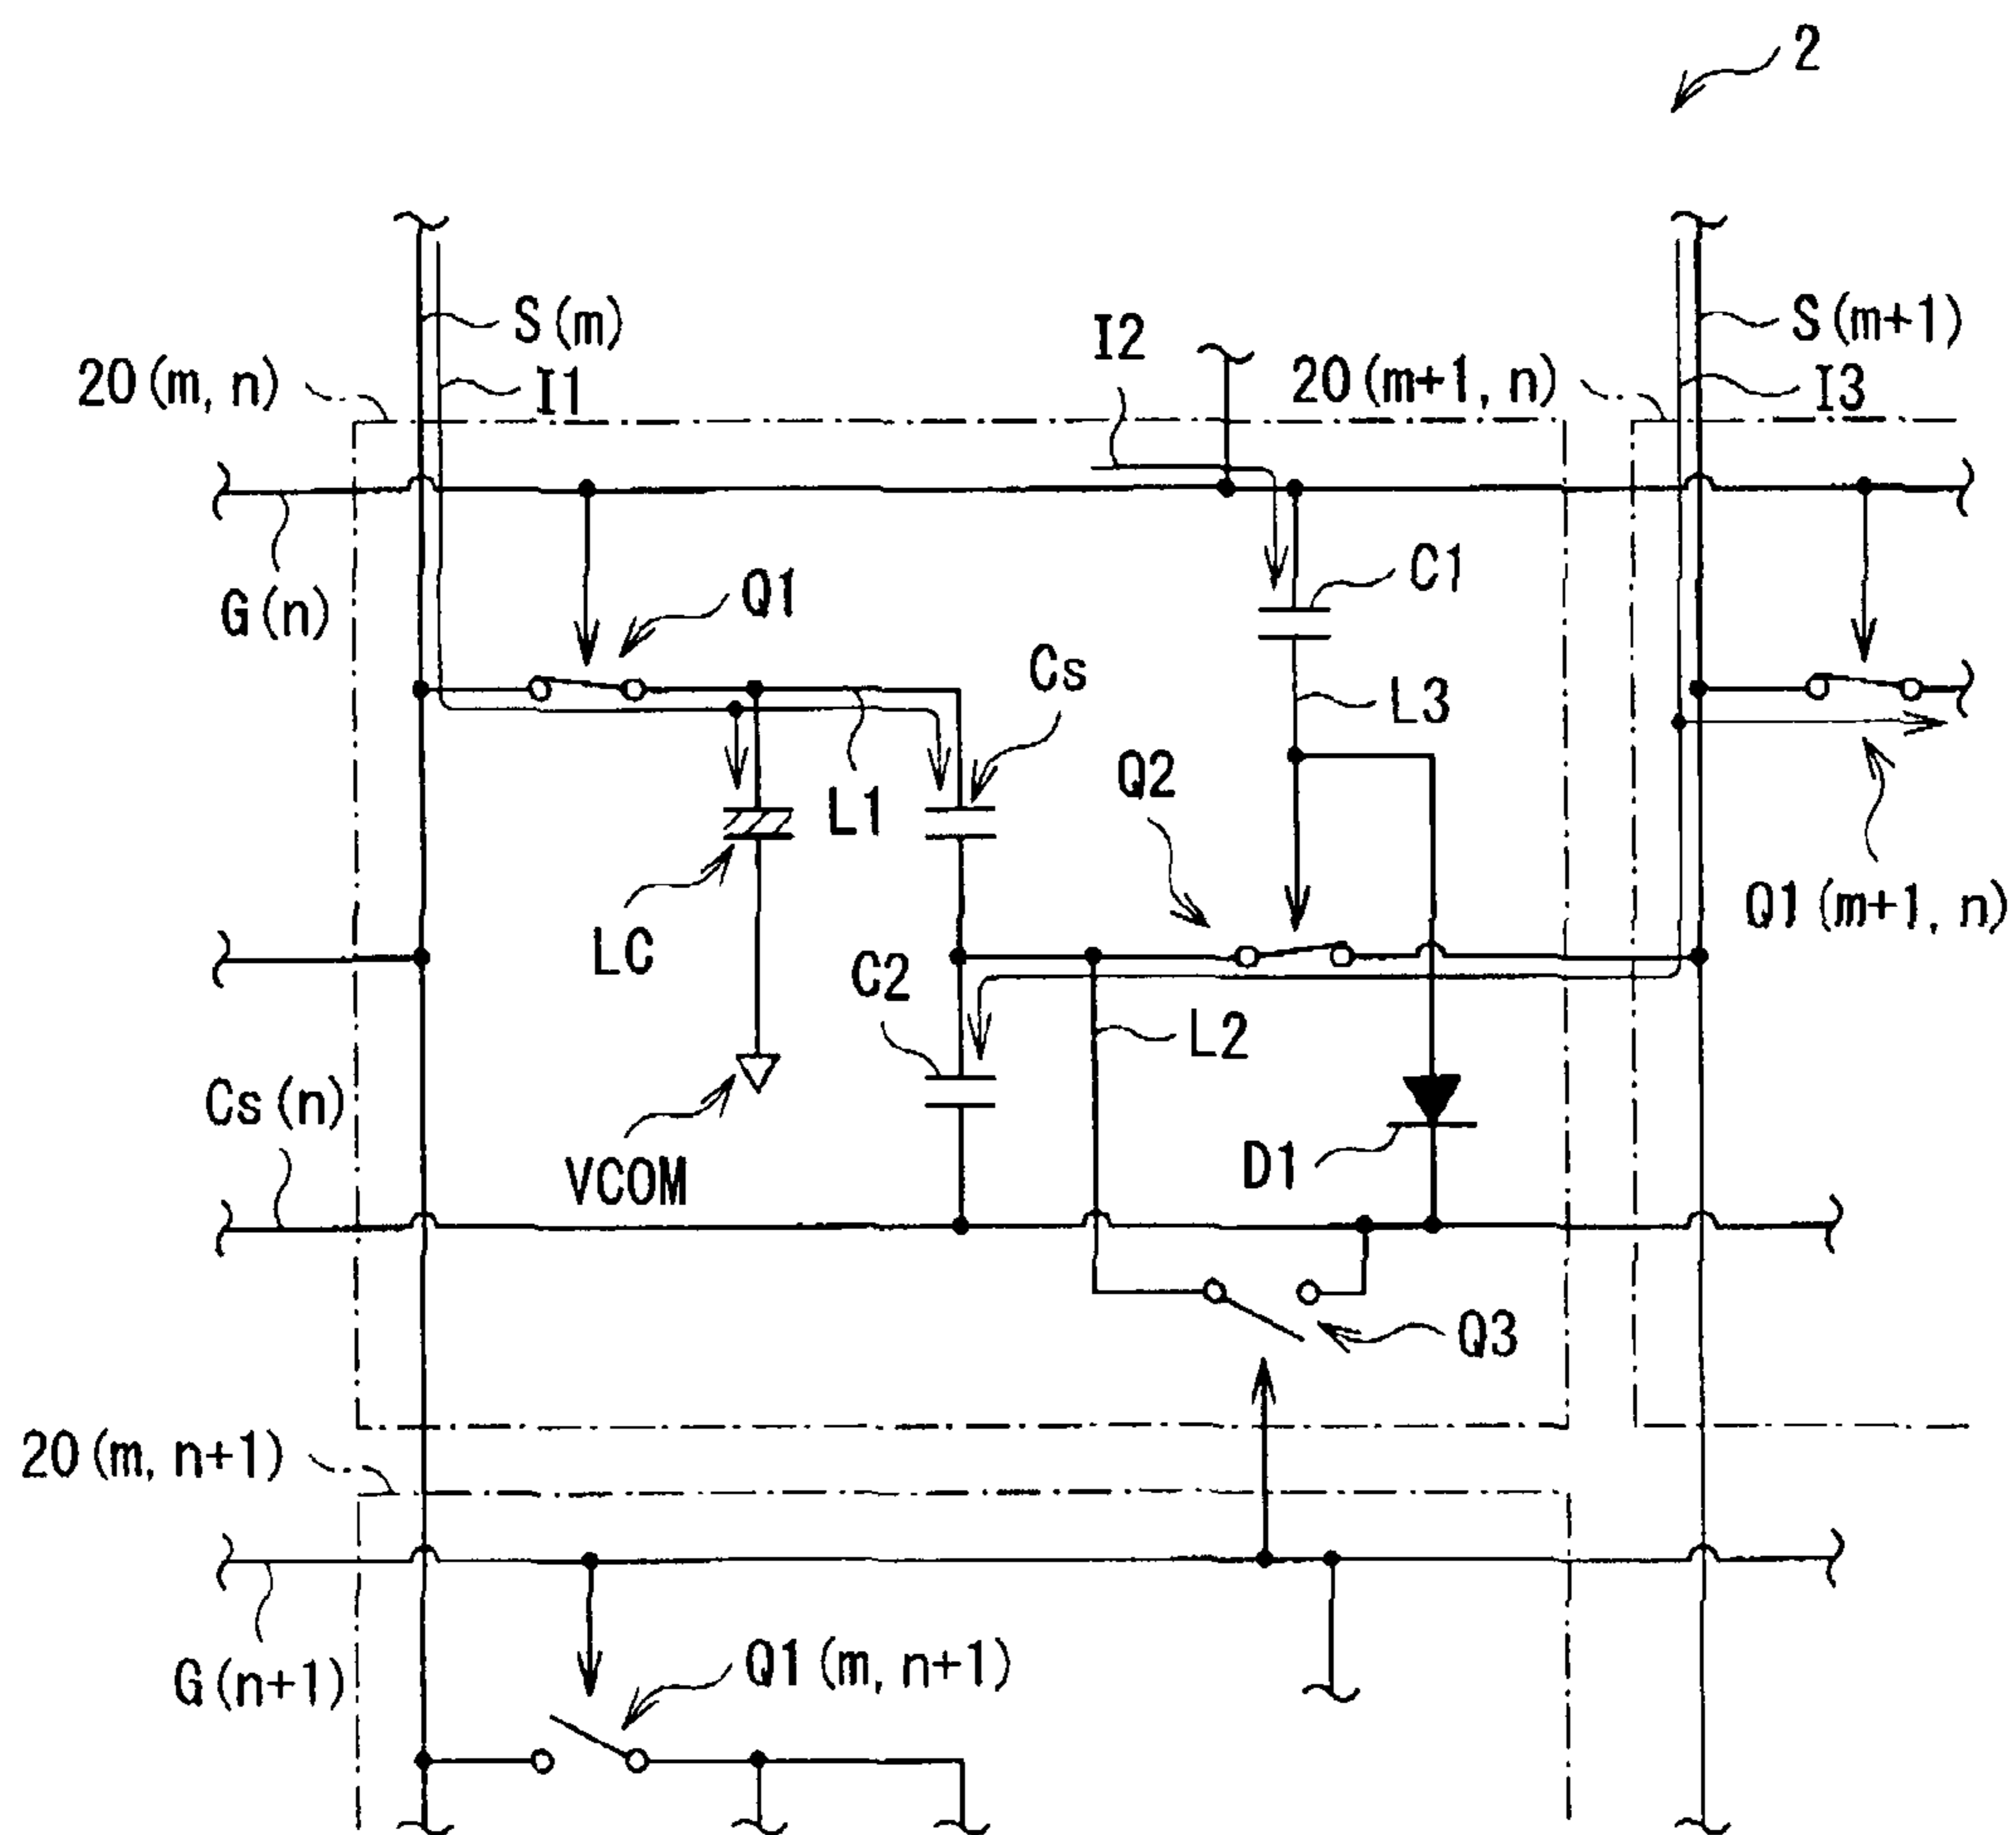 2
S(m)
I2
S(m+1)
20(m, n)
I1
20(m+1, n)
I3
C1
G(n)
Q1
Cs
L3
Q2
L1
Q1(m+1, n)
LC
C2
L2
Cs(n)
D1
VCOM
Q3
20(m, n+1)
G(n+1)
Q1(m, n+1)